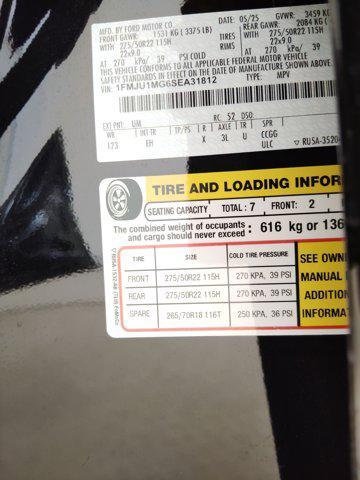 MFD. BY FORD MOTOR CO.
DATE: 05/25 GVWR: 3459 KG
FRONT GAWR: 1531 KG (3375 LB) REAR GAWR: 2084 KG
WITH 275/50R22 115H TIRES WITH 275/50R22 115H
22x9.0 RIMS 22x9.0
AT 270 kPa/ 39 PSI COLD AT 270 kPa/ 39
THIS VEHICLE CONFORMS TO ALL APPLICABLE FEDERAL MOTOR VEHICLE
SAFETY STANDARDS IN EFFECT ON THE DATE OF MANUFACTURE
VIN: 1FMJU1MG6SEA31812 TYPE: MPV
EXT PNT: UM RC: 52 DSO:
WB INT TR TP/PS R AXLE TR SPR
123 EH X 3L U CCGG
ULC ▽ RU5A-3520
TIRE AND LOADING INFOR
SEATING CAPACITY TOTAL: 7 FRONT: 2
The combined weight of occupants and cargo should never exceed: 616 kg or 136
TIRE SIZE COLD TIRE PRESSURE
FRONT 275/50R22 115H 270 KPA, 39 PSI
REAR 275/50R22 115H 270 KPA, 39 PSI
SPARE 265/70R18 116T 250 KPA, 36 PSI
SEE OWN
MANUAL
ADDITION
INFORMAT